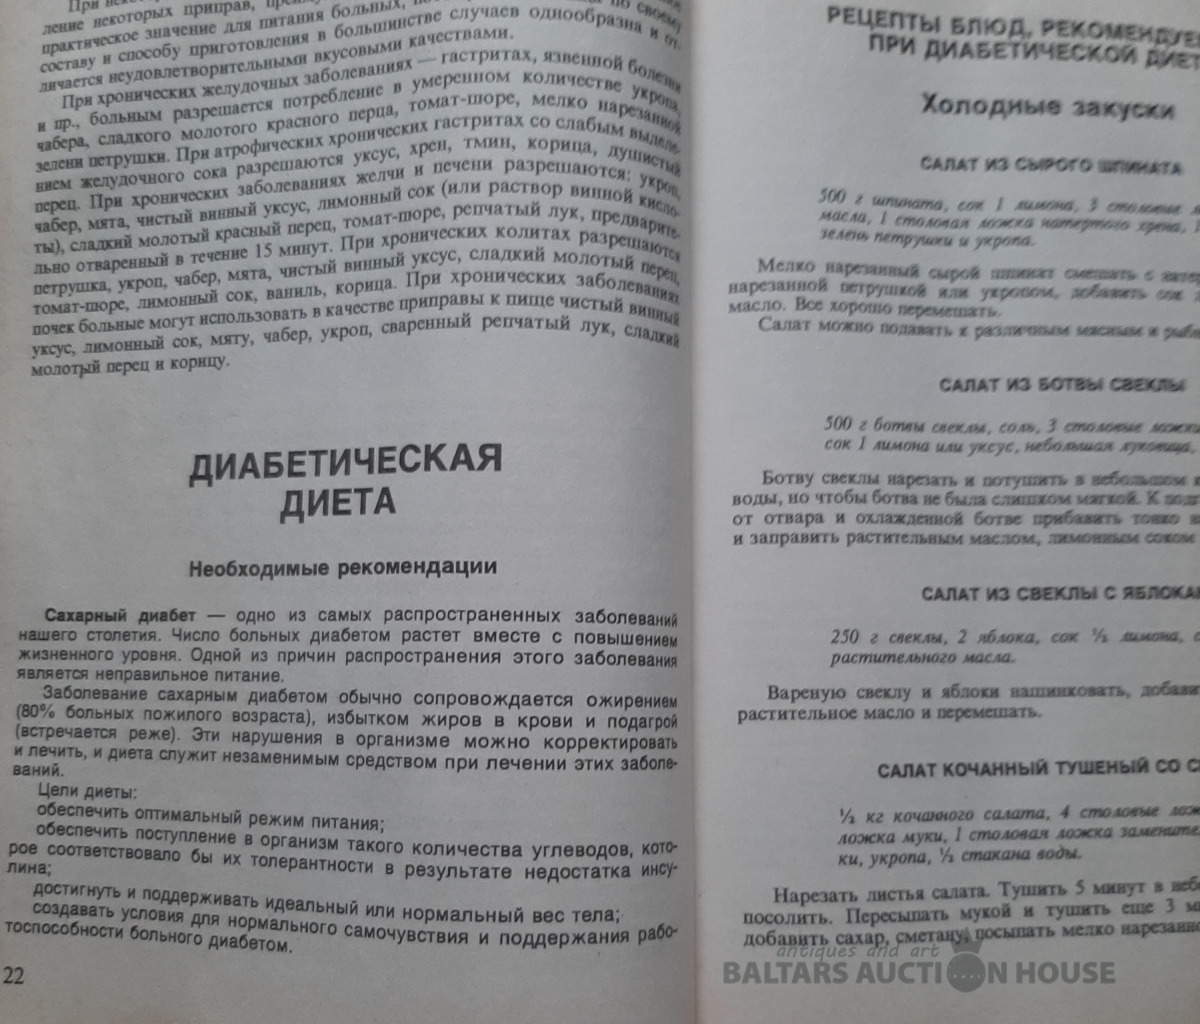 При
ление некоторых приправ,
практическое значение для питания больных, по своему
составу и способу приготовления в большинстве случаев однообразна и от-
личается неудовлетворительными вкусовыми качествами.
При хронических желудочных заболеваниях — гастритах, язвенной болезни
и пр., больным разрешается потребление в умеренном количестве укропа,
чабера, сладкого молотого красного перца, томат-пюре, мелко нарезанной
зелени петрушки. При атрофических хронических гастритах со слабым выделе-
нием желудочного сока разрешаются уксус, хрен, тмин, корица, душистый
перец. При хронических заболеваниях желчи и печени разрешаются: укроп,
чабер, мята, чистый винный уксус, лимонный сок (или раствор винной кисло-
ты), сладкий молотый красный перец, томат-пюре, репчатый лук, предварите-
льно отваренный в течение 15 минут. При хронических колитах разрешаются
петрушка, укроп, чабер, мята, чистый винный уксус, сладкий молотый перец,
томат-пюре, лимонный сок, ваниль, корица. При хронических заболеваниях
почек больные могут использовать в качестве приправы к пище чистый винный
уксус, лимонный сок, мяту, чабер, укроп, сваренный репчатый лук, сладкий
молотый перец и корицу.
ДИАБЕТИЧЕСКАЯ
ДИЕТА
Необходимые рекомендации
Сахарный диабет — одно из самых распространенных заболеваний
нашего столетия. Число больных диабетом растет вместе с повышением
жизненного уровня. Одной из причин распространения этого заболевания
является неправильное питание.
Заболевание сахарным диабетом обычно сопровождается ожирением
(80% больных пожилого возраста), избытком жиров в крови и подагрой
(встречается реже). Эти нарушения в организме можно корректировать
и лечить, и диета служит незаменимым средством при лечении этих заболе-
ваний.
Цели диеты:
обеспечить оптимальный режим питания;
обеспечить поступление в организм такого количества углеводов, кото-
рое соответствовало бы их толерантности в результате недостатка инсу-
лина;
достигнуть и поддерживать идеальный или нормальный вес тела;
создавать условия для нормального самочувствия и поддержания рабо-
тоспособности больного диабетом.
22
РЕЦЕПТЫ БЛЮД, РЕКОМЕНДУЕ
ПРИ ДИАБЕТИЧЕСКОЙ ДИЕТ
Холодные закуски
САЛАТ ИЗ СЫРОГО ШПИНАТА
500 г шпината, сок 1 лимона, 3 столовые
масла, 1 столовая ложка натертого хрена, 1
зелень петрушки и укропа.
Мелко нарезанный сырой шпинат смешать с
нарезанной петрушкой или укропом, добавить сок
масло. Все хорошо перемешать.
Салат можно подавать к различным мясным и рыб
САЛАТ ИЗ БОТВЫ СВЕКЛЫ
500 г ботвы свеклы, соль, 3 столовые ложки
сок 1 лимона или уксус, небольшая луковица,
Ботву свеклы нарезать и потушить в небольшом к
воды, но чтобы ботва не была слишком мягкой. К
от отвара и охлажденной ботве прибавить тонко
и заправить растительным маслом, лимонным соком
САЛАТ ИЗ СВЕКЛЫ С ЯБЛОКА
250 г свеклы, 2 яблока, сок ½ лимона,
растительного масла.
Вареную свеклу и яблоки нашинковать, добави
растительное масло и перемешать.
САЛАТ КОЧАННЫЙ ТУШЕНЫЙ СО С
½ кг кочанного салата, 4 столовые лож
ложка муки, 1 столовая ложка замените
ки, укропа, ½ стакана воды.
Нарезать листья салата. Тушить 5 минут в неб
посолить. Пересыпать мукой и тушить еще 3 м
добавить сахар, сметану, посыпать мелко нарезанно
antiques and art
BALTARS AUCTION HOUSE